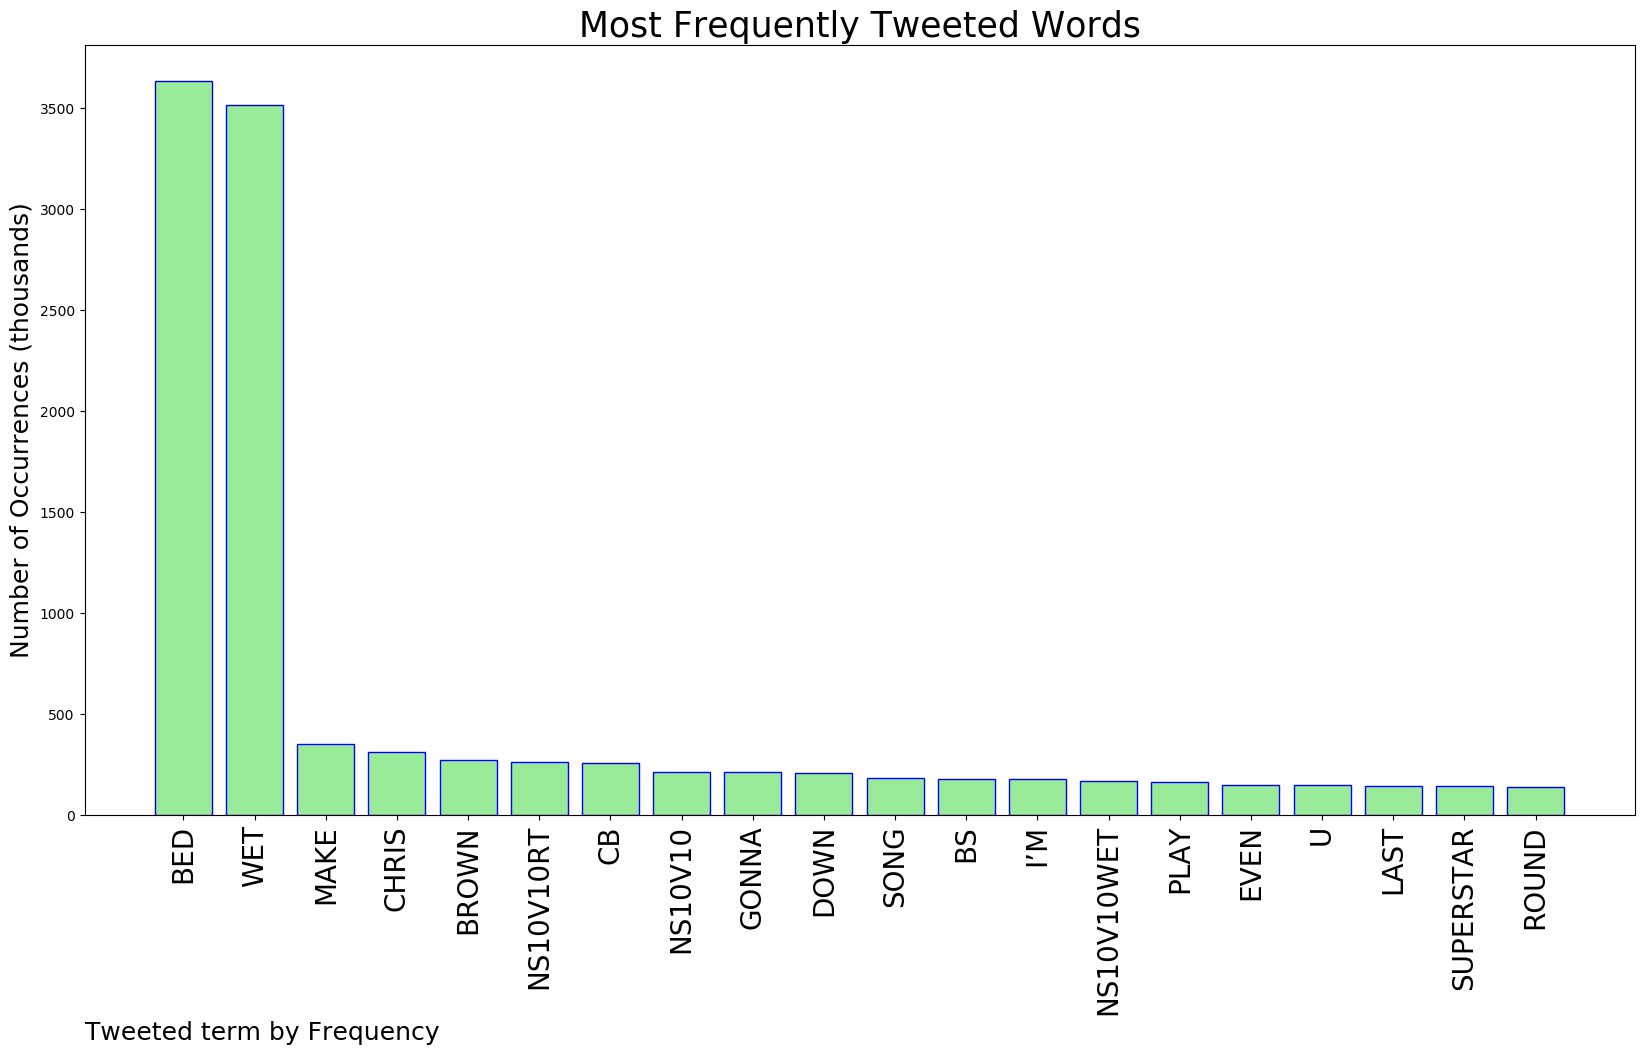 Most Frequently Tweeted Words
Number of Occurrences (thousands)
3500
3000
2500
2000
1500
1000
500
0
BED
WET
MAKE
CHRIS
BROWN
NS10V10RT
CB
NS10V10
GONNA
DOWN
SONG
BS
I’M
NS10V10WET
PLAY
EVEN
U
LAST
SUPERSTAR
ROUND
Tweeted term by Frequency